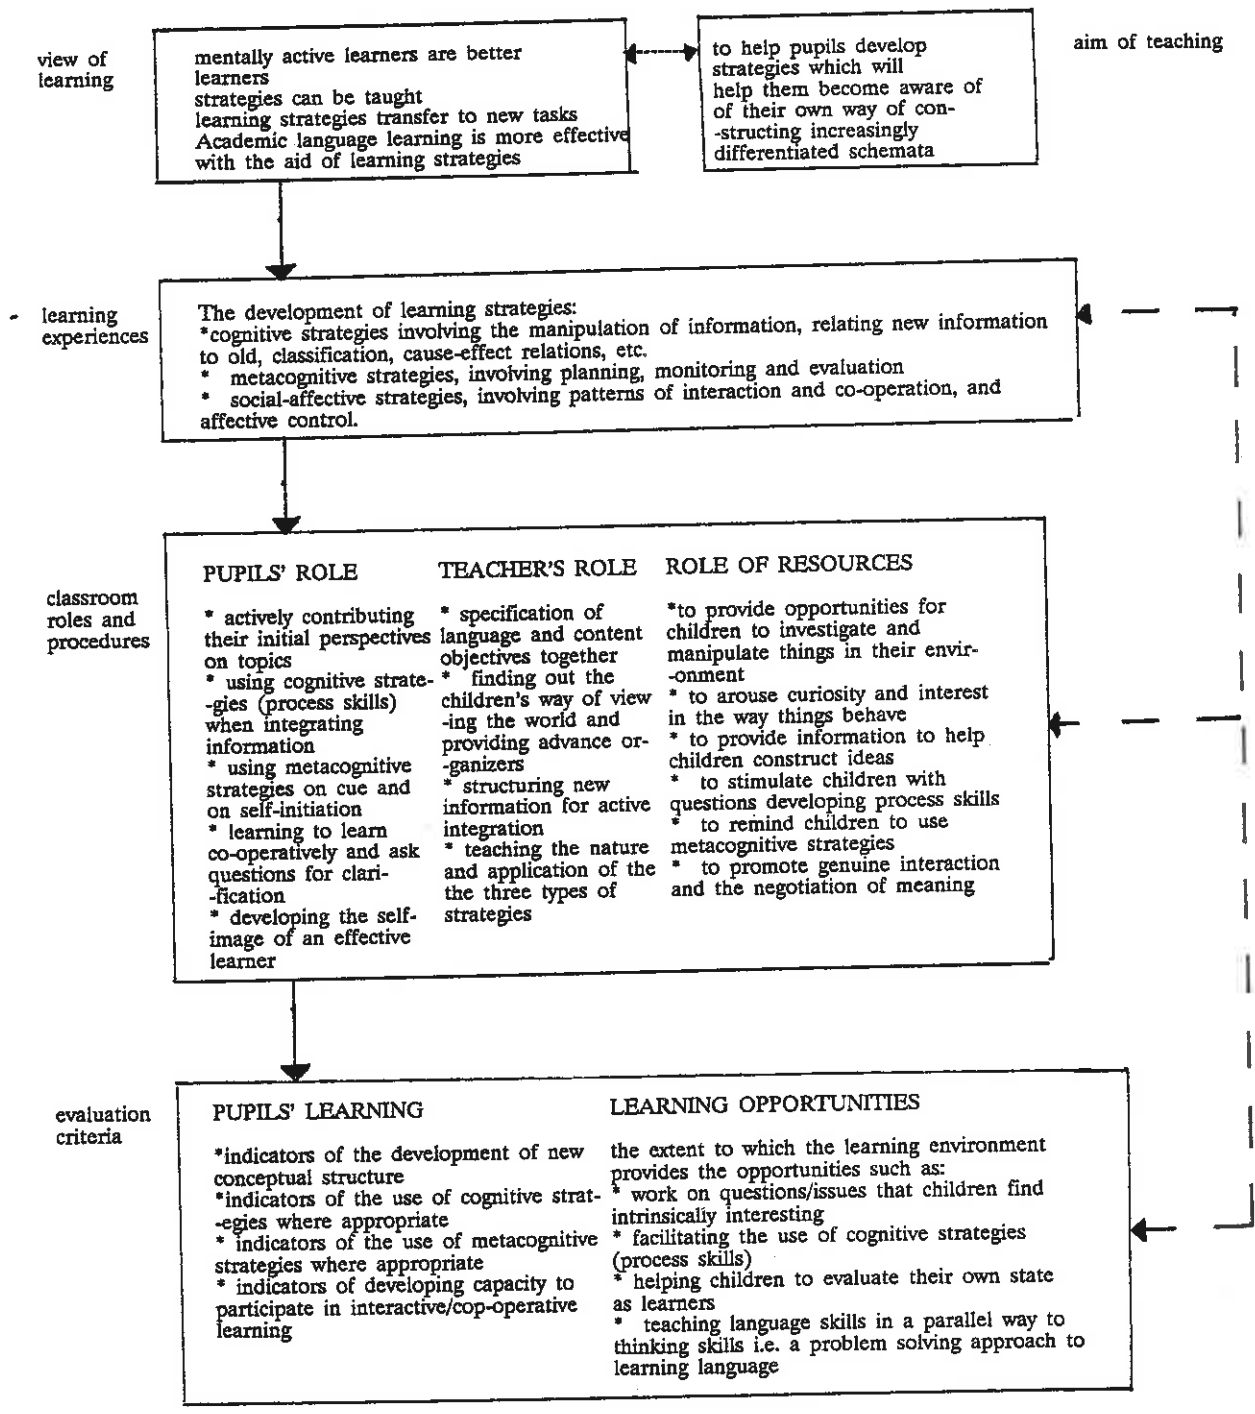 view of
learning
mentally active learners are better
learners
strategies can be taught
learning strategies transfer to new tasks
Academic language learning is more effective
with the aid of learning strategies
to help pupils develop
strategies which will
help them become aware of
of their own way of con-
-structing increasingly
differentiated schemata
aim of teaching
learning
experiences
The development of learning strategies:
*cognitive strategies involving the manipulation of information, relating new information
to old, classification, cause-effect relations, etc.
* metacognitive strategies, involving planning, monitoring and evaluation
* social-affective strategies, involving patterns of interaction and co-operation, and
affective control.
classroom
roles and
procedures
PUPILS' ROLE
* actively contributing
their initial perspectives
on topics
* using cognitive strate-
-gies (process skills)
when integrating
information
* using metacognitive
strategies on cue and
on self-initiation
* learning to learn
co-operatively and ask
questions for clari-
-fication
* developing the self-
image of an effective
learner
TEACHER'S ROLE
* specification of
language and content
objectives together
* finding out the
children's way of view
-ing the world and
providing advance or-
-ganizers
* structuring new
information for active
integration
* teaching the nature
and application of the
the three types of
strategies
ROLE OF RESOURCES
*to provide opportunities for
children to investigate and
manipulate things in their envir-
-onment
* to arouse curiosity and interest
in the way things behave
* to provide information to help
children construct ideas
* to stimulate children with
questions developing process skills
* to remind children to use
metacognitive strategies
* to promote genuine interaction
and the negotiation of meaning
evaluation
criteria
PUPILS' LEARNING
*indicators of the development of new
conceptual structure
*indicators of the use of cognitive strat-
-egies where appropriate
* indicators of the use of metacognitive
strategies where appropriate
* indicators of developing capacity to
participate in interactive/cop-operative
learning
LEARNING OPPORTUNITIES
the extent to which the learning environment
provides the opportunities such as:
* work on questions/issues that children find
intrinsically interesting
* facilitating the use of cognitive strategies
(process skills)
* helping children to evaluate their own state
as learners
* teaching language skills in a parallel way to
thinking skills i.e. a problem solving approach to
learning language